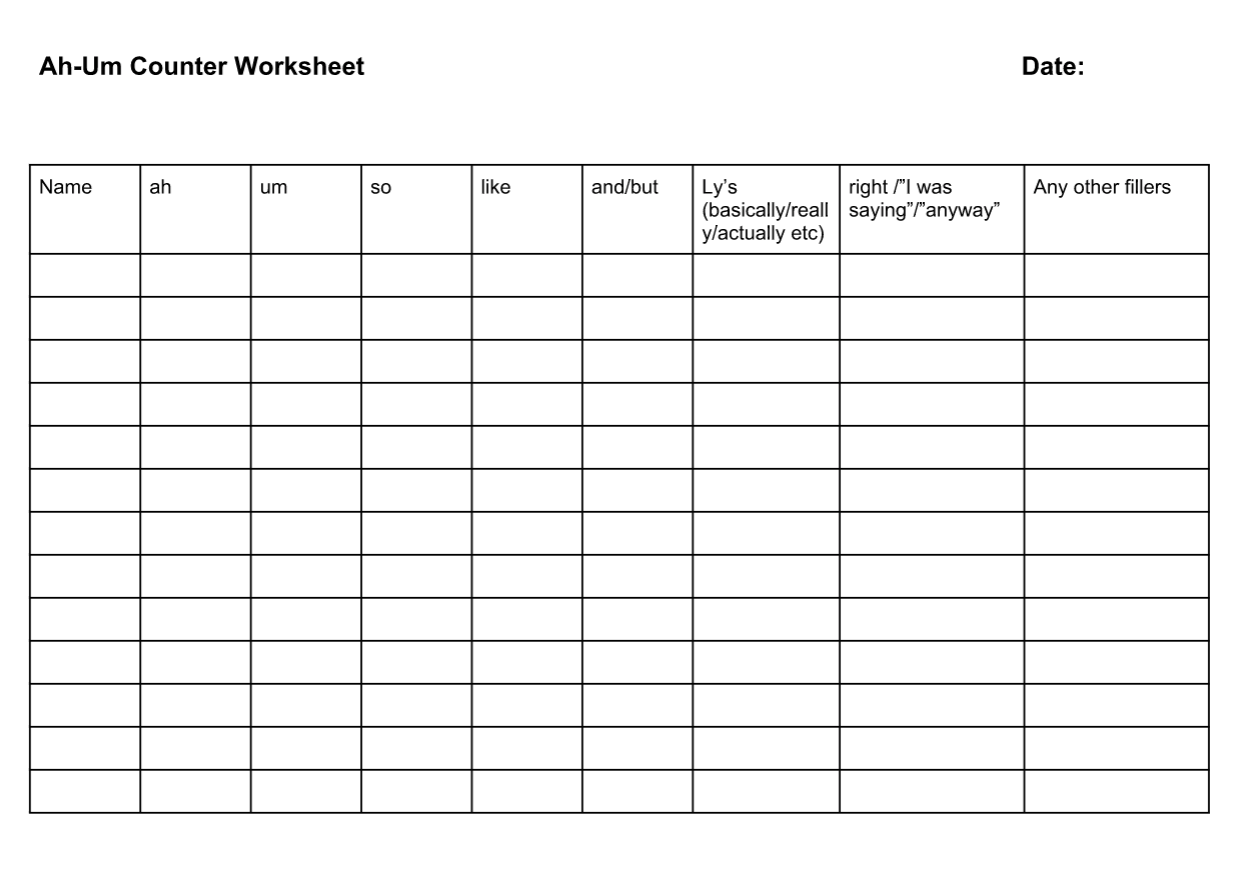 Ah-Um Counter Worksheet
Date:
Name
ah
um
so
like
and/but
Ly’s
(basically/reall
y/actually etc)
right /”I was
saying”/”anyway”
Any other fillers